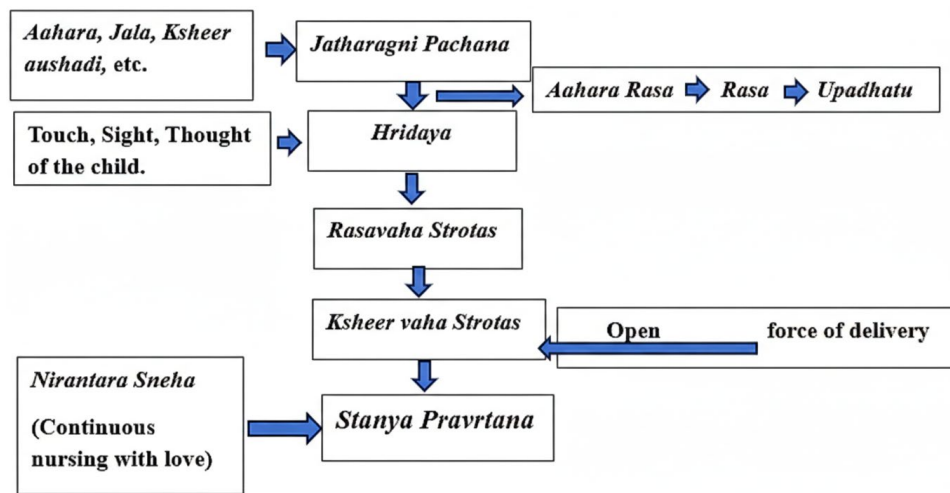 Aahara, Jala, Ksheer
aushadi, etc.
Jatharagni Pachana
Aahara Rasa Rasa Upadhatu
Touch, Sight, Thought
of the child.
Hridaya
Rasavaha Strotas
Ksheer vaha Strotas
Open force of delivery
Nirantara Sneha
(Continuous
nursing with love)
Stanya Pravrtana